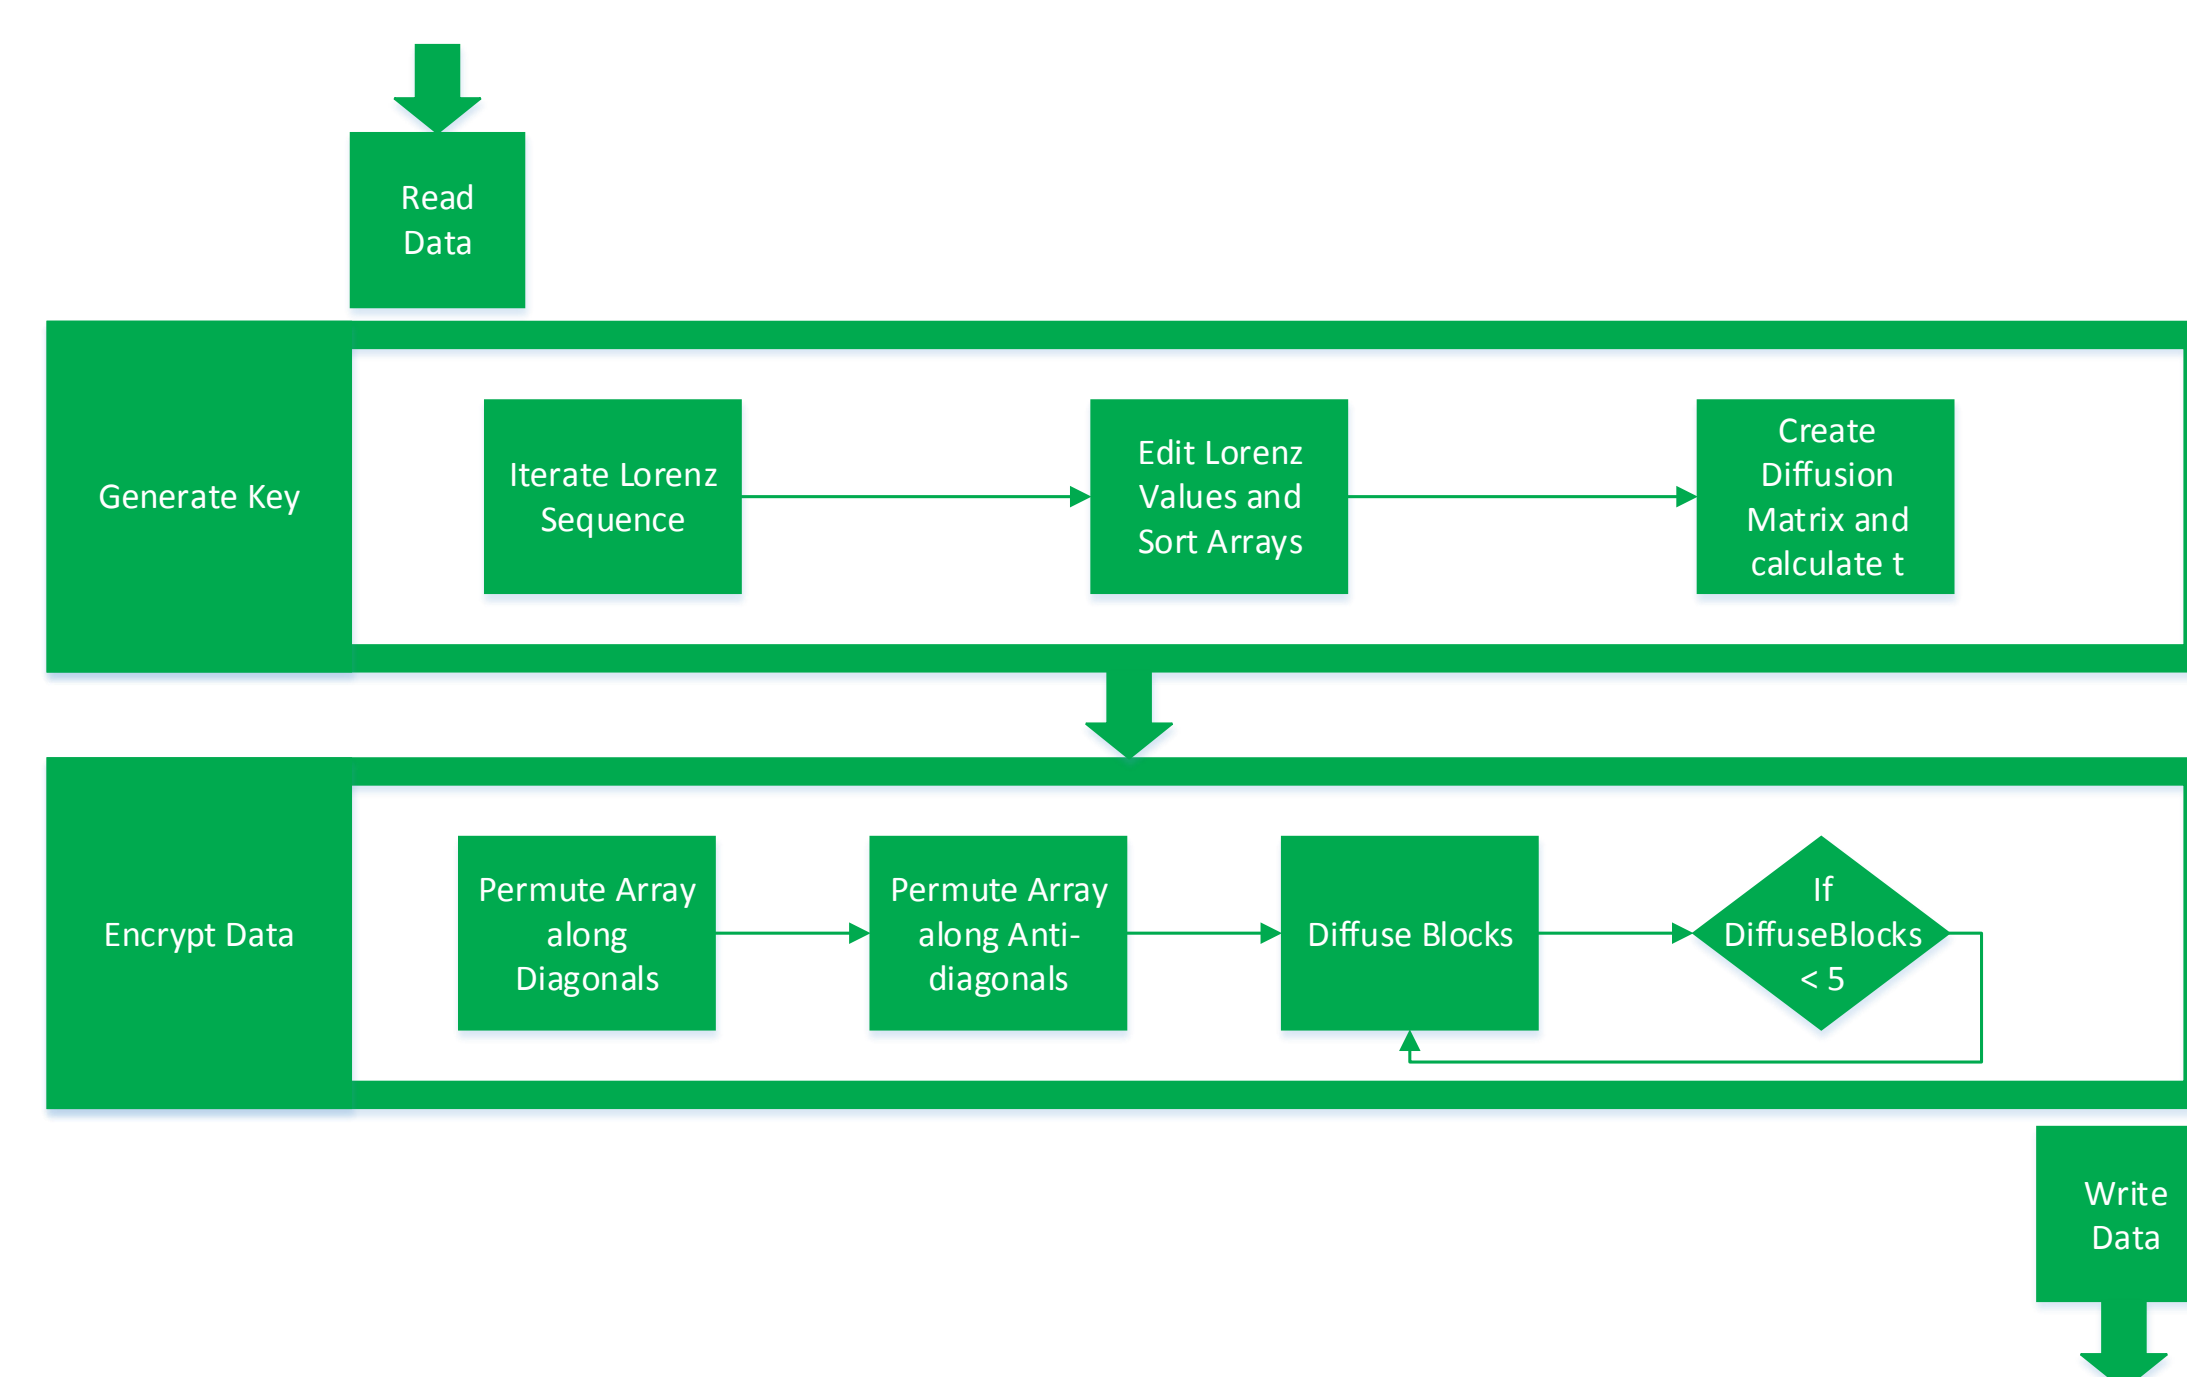 Read
Data
Generate Key
Iterate Lorenz
Sequence
Edit Lorenz
Values and
Sort Arrays
Create
Diffusion
Matrix and
calculate t
Encrypt Data
Permute Array
along
Diagonals
Permute Array
along Anti-
diagonals
Diffuse Blocks
If
DiffuseBlocks
< 5
Write
Data